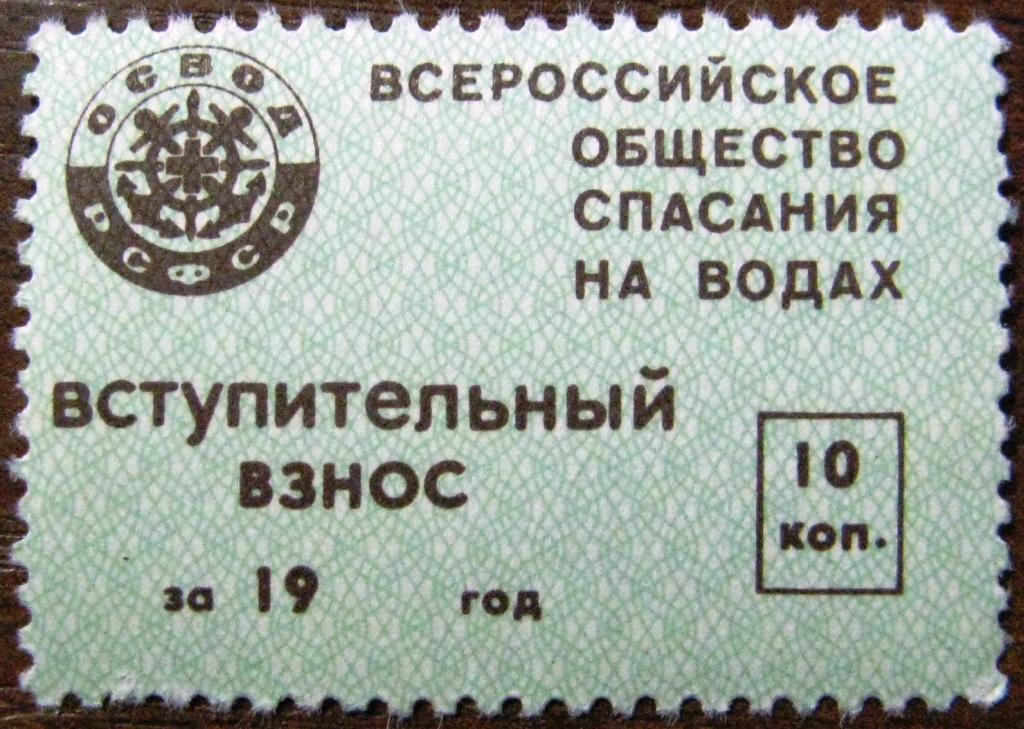 ОСВОД
РСФСР
ВСЕРОССИЙСКОЕ
ОБЩЕСТВО
СПАСАНИЯ
НА ВОДАХ
ВСТУПИТЕЛЬНЫЙ
ВЗНОС
за 19 год
10
коп.